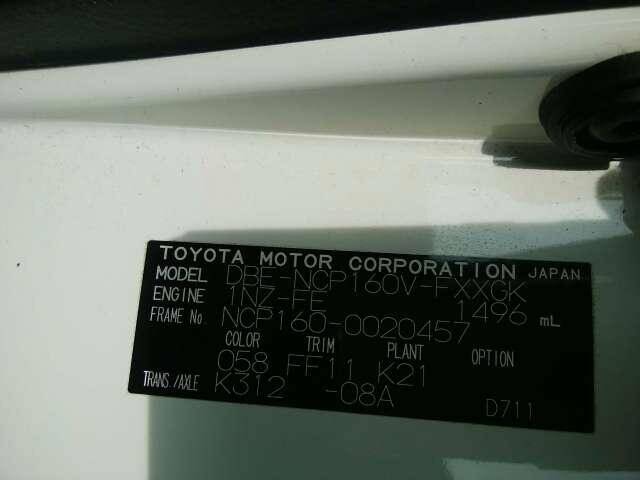 TOYOTA MOTOR CORPORATION JAPAN
MODEL DBE-NCP160V-FXXGK
ENGINE 1NZ-FE 1496 mL
FRAME No. NCP160-0020457
COLOR TRIM PLANT OPTION
058 FF11 K21
TRANS./AXLE K312 -08A
D711